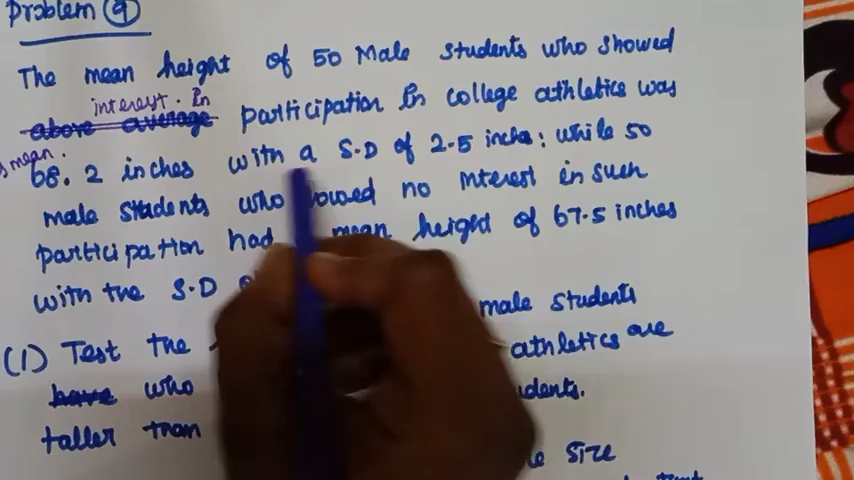 Problem 9
The mean height of 50 Male students who showed
interest. In
above average participation In college athletics was
mean.
68. 2 inches with a S.D of 2.5 inches: while 50
male students who showed no Interest in such
participation had mean height of 67.5 inches
with the S.D
male students
(1) Test the athletics are
have who
taller than
Size